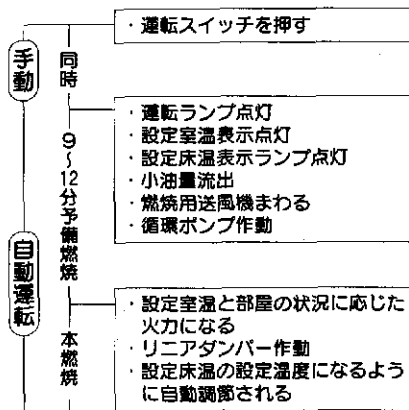 手動
同時
・運転スイッチを押す
・運転ランプ点灯
・設定室温表示点灯
・設定床温表示ランプ点灯
・小油量流出
・燃焼用送風機まわる
・循環ポンプ作動
9～12分予備燃焼
自動運転
本燃焼
・設定室温と部屋の状況に応じた
火力になる
・リニアダンパー作動
・設定床温の設定温度になるよう
に自動調節される